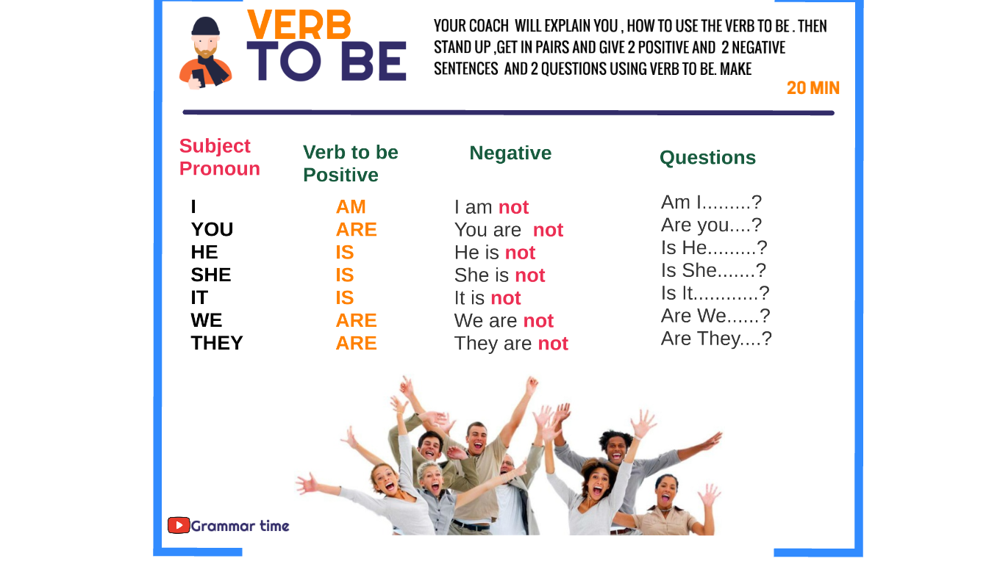 VERB
TO BE
YOUR COACH WILL EXPLAIN YOU , HOW TO USE THE VERB TO BE . THEN
STAND UP ,GET IN PAIRS AND GIVE 2 POSITIVE AND 2 NEGATIVE
SENTENCES AND 2 QUESTIONS USING VERB TO BE. MAKE
20 MIN
Subject
Pronoun
I
YOU
HE
SHE
IT
WE
THEY
Verb to be
Positive
AM
ARE
IS
IS
IS
ARE
ARE
Negative
I am not
You are not
He is not
She is not
It is not
We are not
They are not
Questions
Am I.........?
Are you....?
Is He.........?
Is She.......?
Is It............?
Are We......?
Are They....?
Grammar time